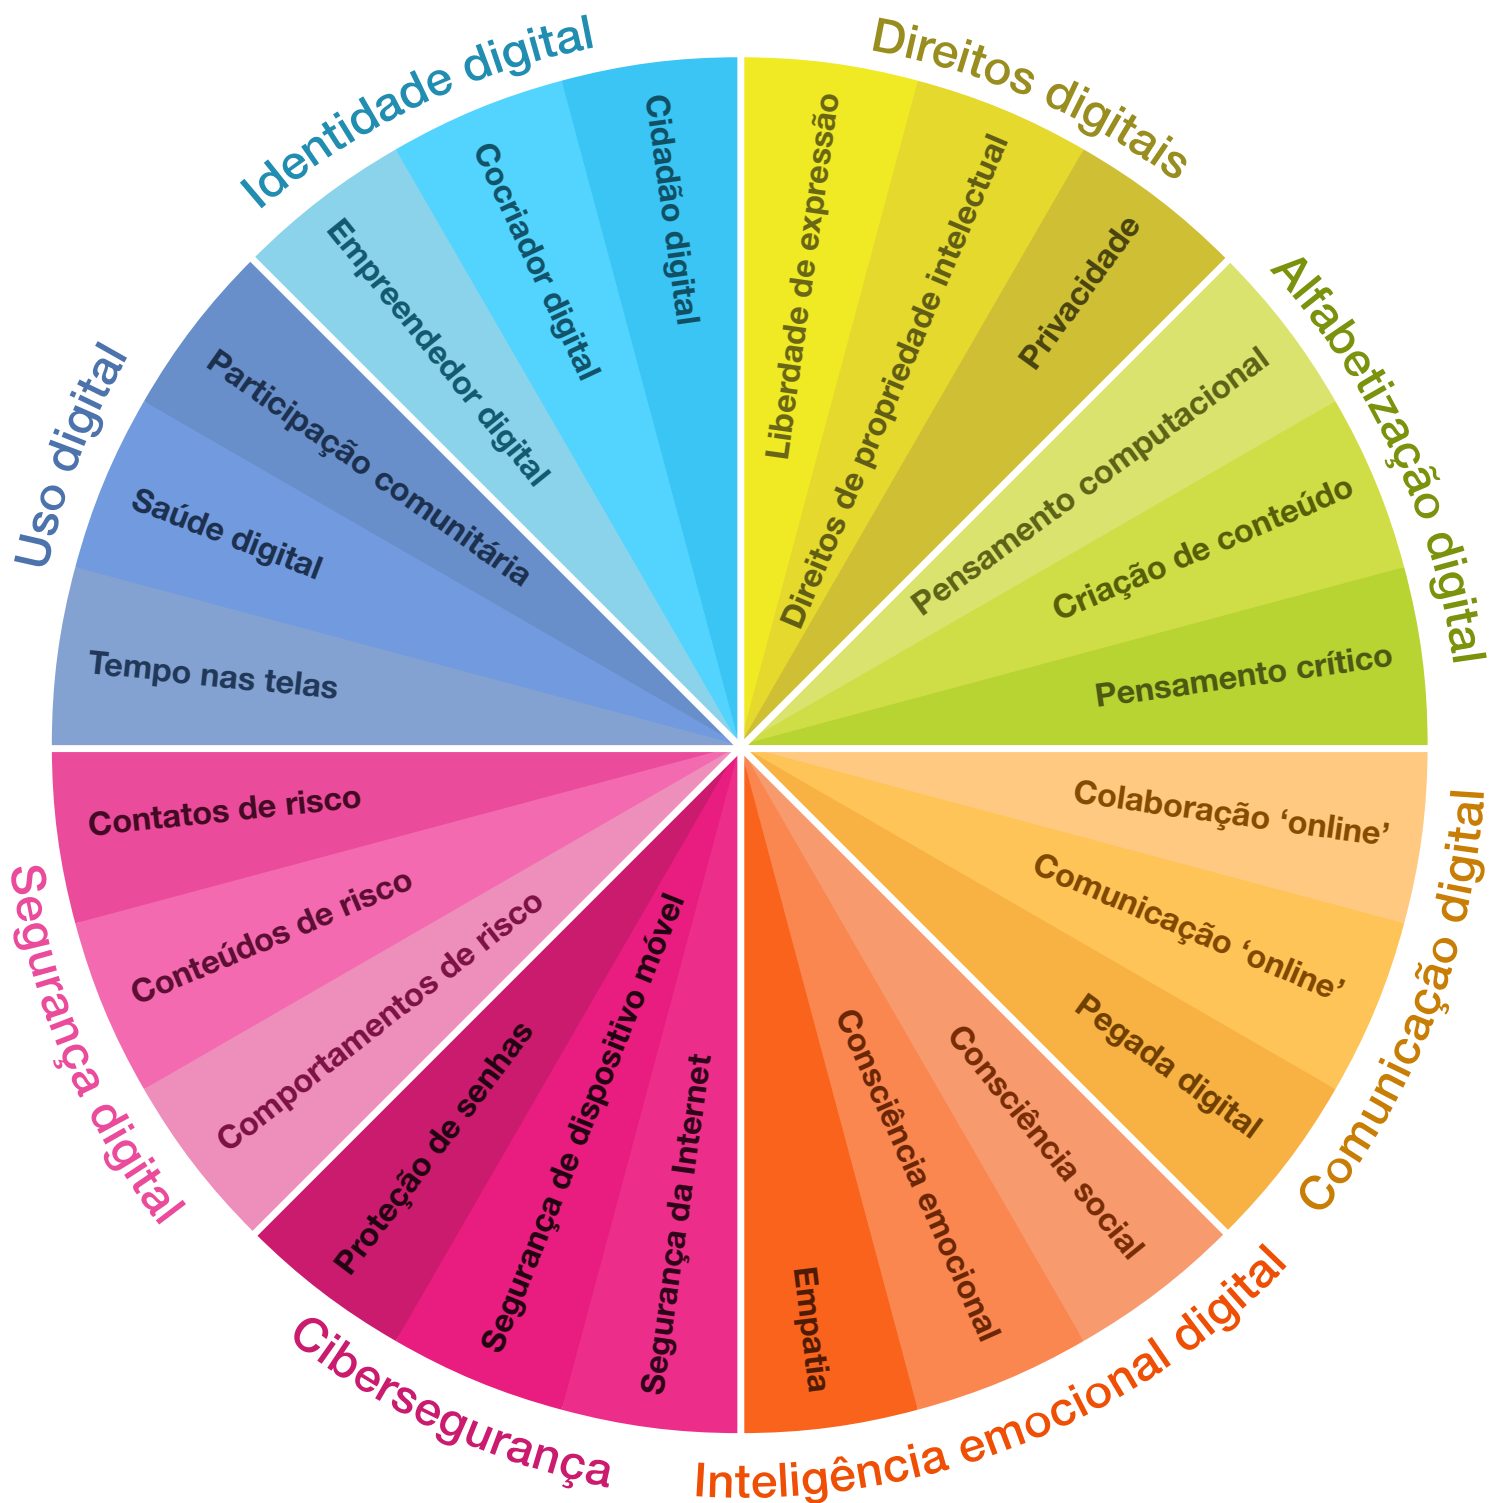 Identidade digital
Empreendedor digital
Cocriador digital
Cidadão digital
Direitos digitais
Liberdade de expressão
Direitos de propriedade intelectual
Privacidade
Alfabetização digital
Pensamento computacional
Criação de conteúdo
Pensamento crítico
Comunicação digital
Colaboração ‘online’
Comunicação ‘online’
Pegada digital
Inteligência emocional digital
Consciência social
Consciência emocional
Empatia
Cibersegurança
Segurança da Internet
Segurança de dispositivo móvel
Proteção de senhas
Segurança digital
Comportamentos de risco
Conteúdos de risco
Contatos de risco
Uso digital
Tempo nas telas
Saúde digital
Participação comunitária